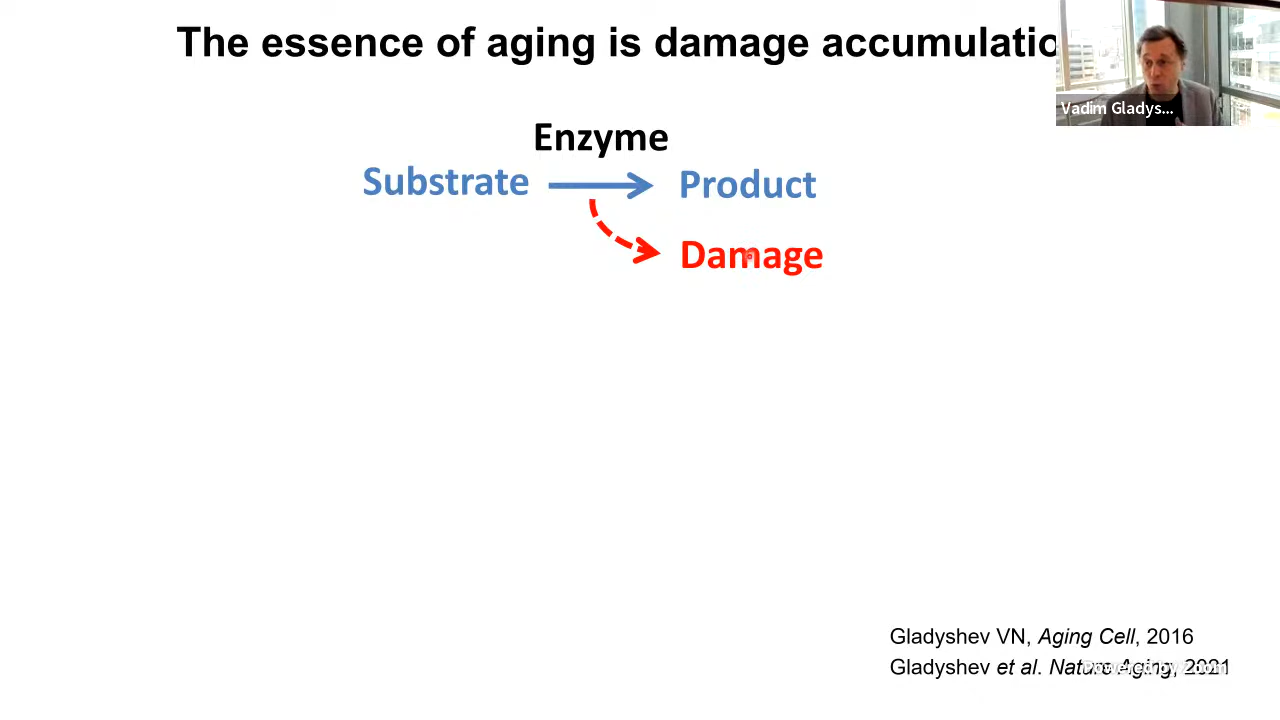 The essence of aging is damage accumulatio
Vadim Gladys...
Enzyme
Substrate
Product
Damage
Gladyshev VN, Aging Cell, 2016
Gladyshev et al. Nature Aging, 2021